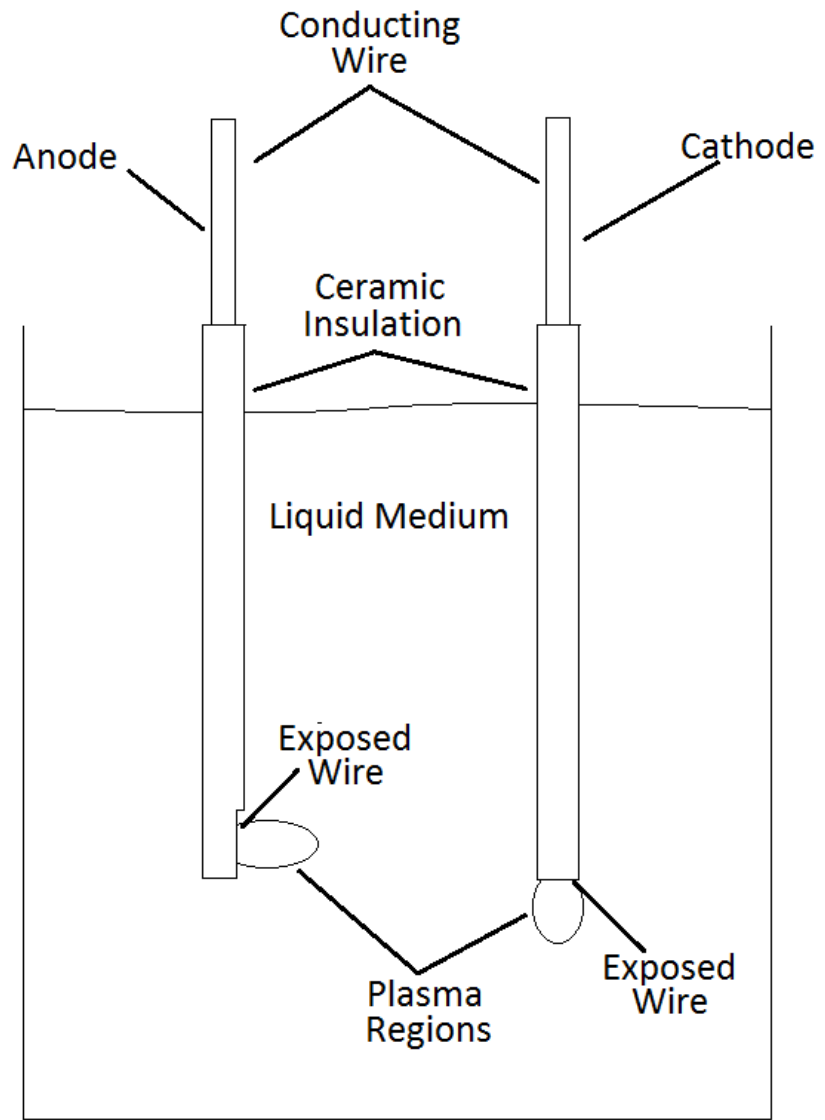 Conducting
Wire
Anode
Cathode
Ceramic
Insulation
Liquid Medium
Exposed
Wire
Exposed
Wire
Plasma
Regions